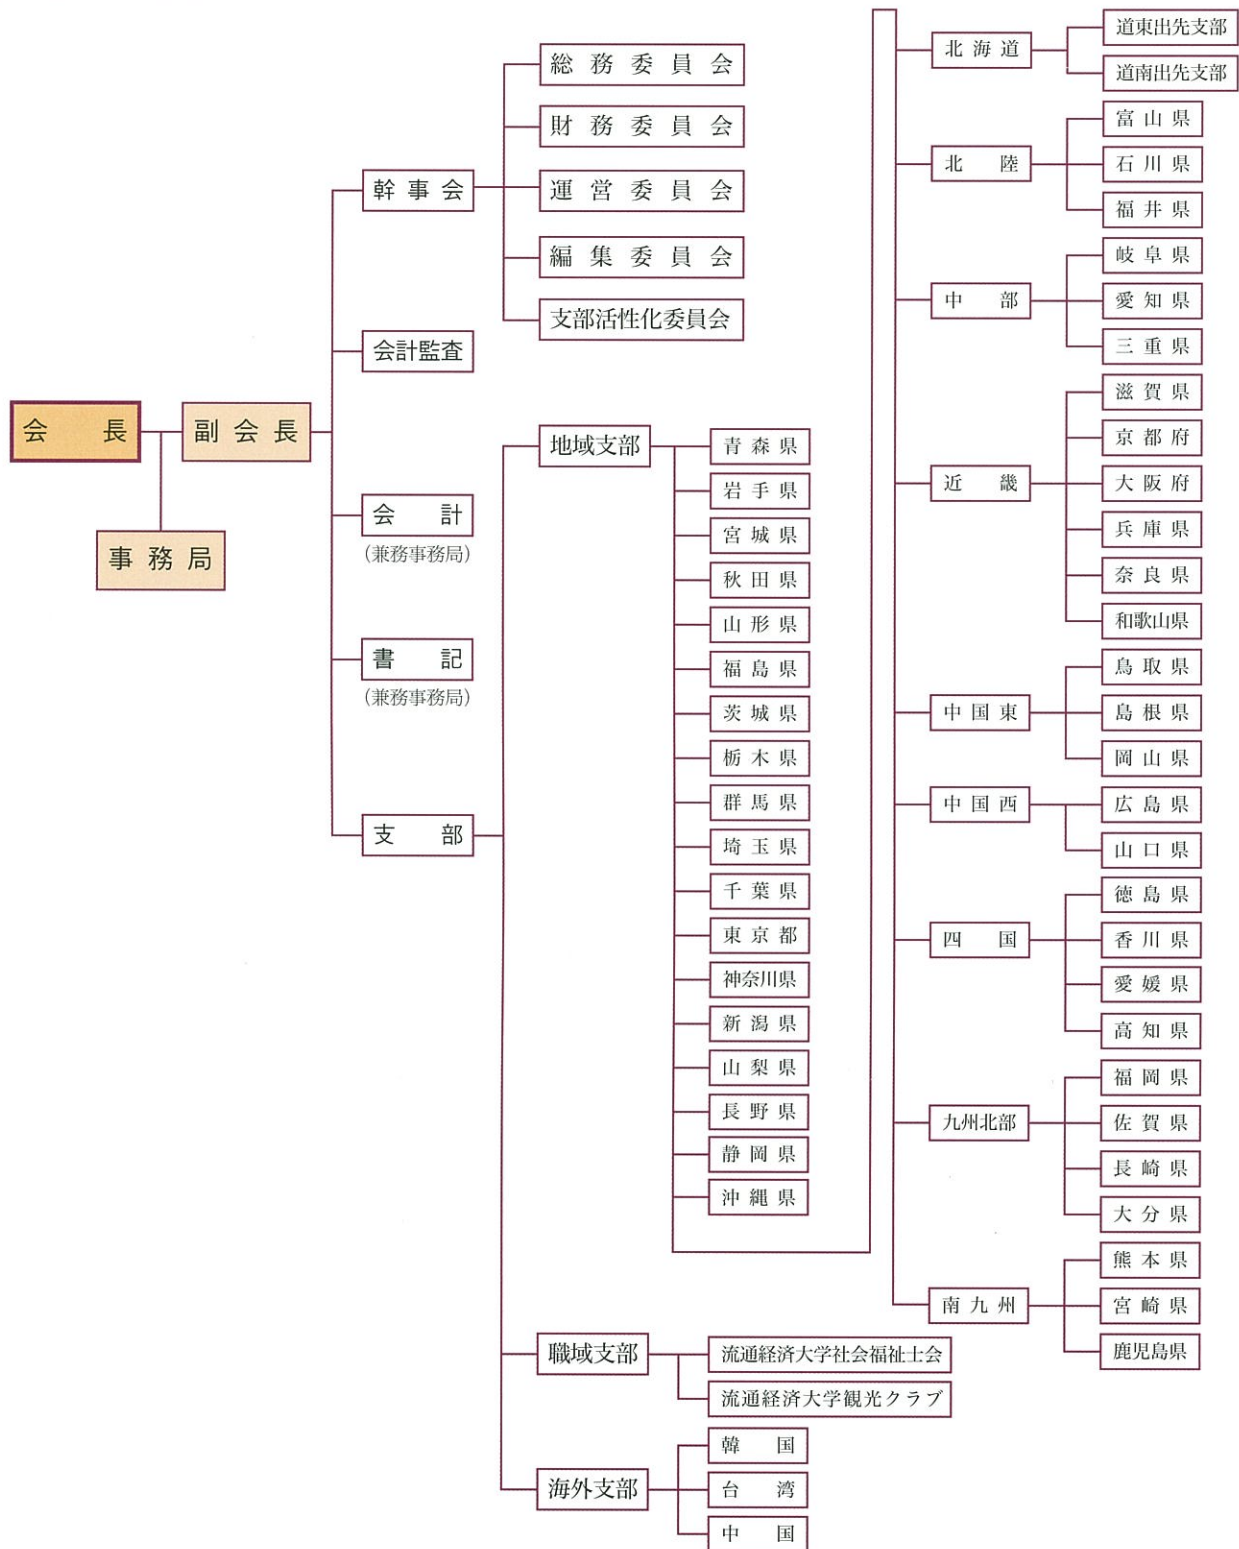 会長
副会長
事務局
幹事会
総務委員会
財務委員会
運営委員会
編集委員会
支部活性化委員会
会計監査
会計
(兼務事務局)
書記
(兼務事務局)
支部
地域支部
青森県
岩手県
宮城県
秋田県
山形県
福島県
茨城県
栃木県
群馬県
埼玉県
千葉県
東京都
神奈川県
新潟県
山梨県
長野県
静岡県
沖縄県
北海道
道東出先支部
道南出先支部
北陸
富山県
石川県
福井県
中部
岐阜県
愛知県
三重県
近畿
滋賀県
京都府
大阪府
兵庫県
奈良県
和歌山県
中国東
鳥取県
島根県
岡山県
中国西
広島県
山口県
四国
徳島県
香川県
愛媛県
高知県
九州北部
福岡県
佐賀県
長崎県
大分県
南九州
熊本県
宮崎県
鹿児島県
職域支部
流通経済大学社会福祉士会
流通経済大学観光クラブ
海外支部
韓国
台湾
中国